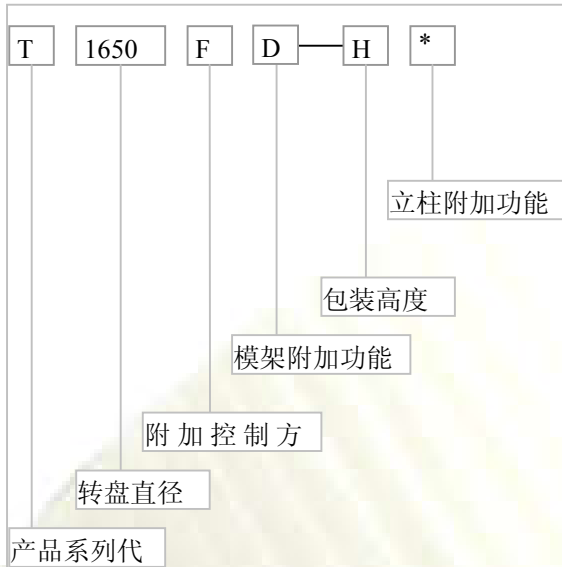 T 1650 F D — H *
立柱附加功能
包装高度
模架附加功能
附加控制方
转盘直径
产品系列代